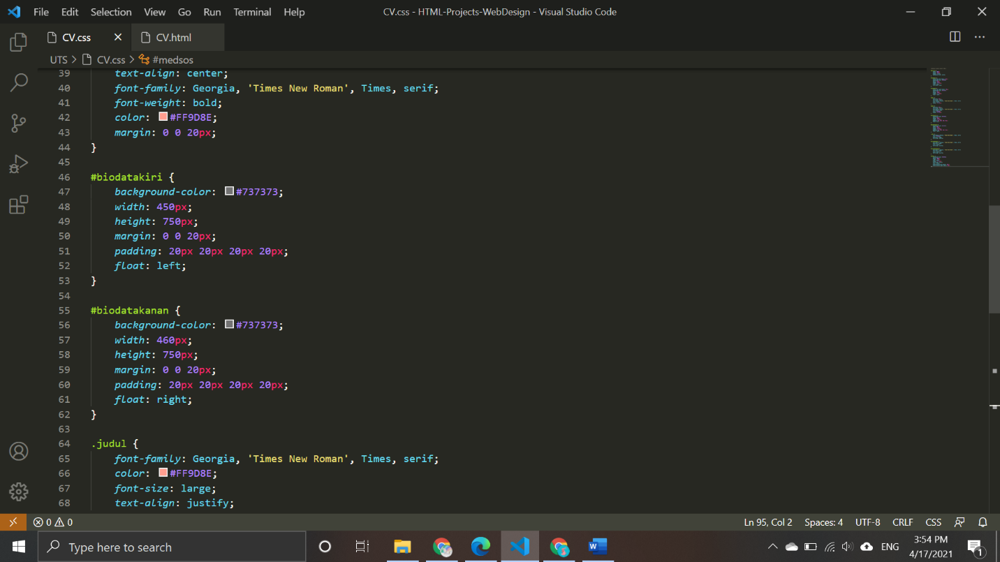 File Edit Selection View Go Run Terminal Help CV.css - HTML-Projects-WebDesign - Visual Studio Code
CV.css CV.html
UTS > CV.css > #medsos
39 text-align: center;
40 font-family: Georgia, 'Times New Roman', Times, serif;
41 font-weight: bold;
42 color: #FF9D8E;
43 margin: 0 0 20px;
44 }
45
46 #biodatakiri {
47 background-color: #737373;
48 width: 450px;
49 height: 750px;
50 margin: 0 0 20px;
51 padding: 20px 20px 20px 20px;
52 float: left;
53 }
54
55 #biodatakanan {
56 background-color: #737373;
57 width: 460px;
58 height: 750px;
59 margin: 0 0 20px;
60 padding: 20px 20px 20px 20px;
61 float: right;
62 }
63
64 .judul {
65 font-family: Georgia, 'Times New Roman', Times, serif;
66 color: #FF9D8E;
67 font-size: large;
68 text-align: justify;
0 0 Ln 95, Col 2 Spaces: 4 UTF-8 CRLF CSS
Type here to search ENG 3:54 PM
4/17/2021 1